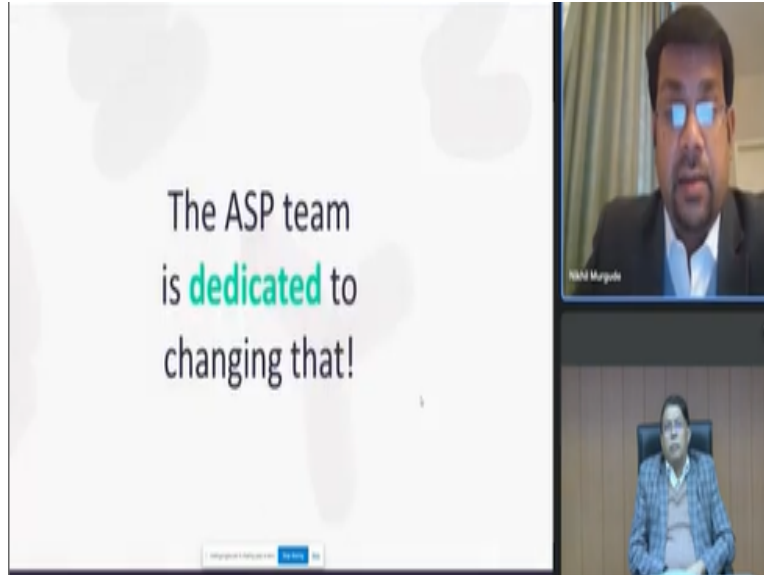 The ASP team
is dedicated to
changing that!
Nikhil Murgude